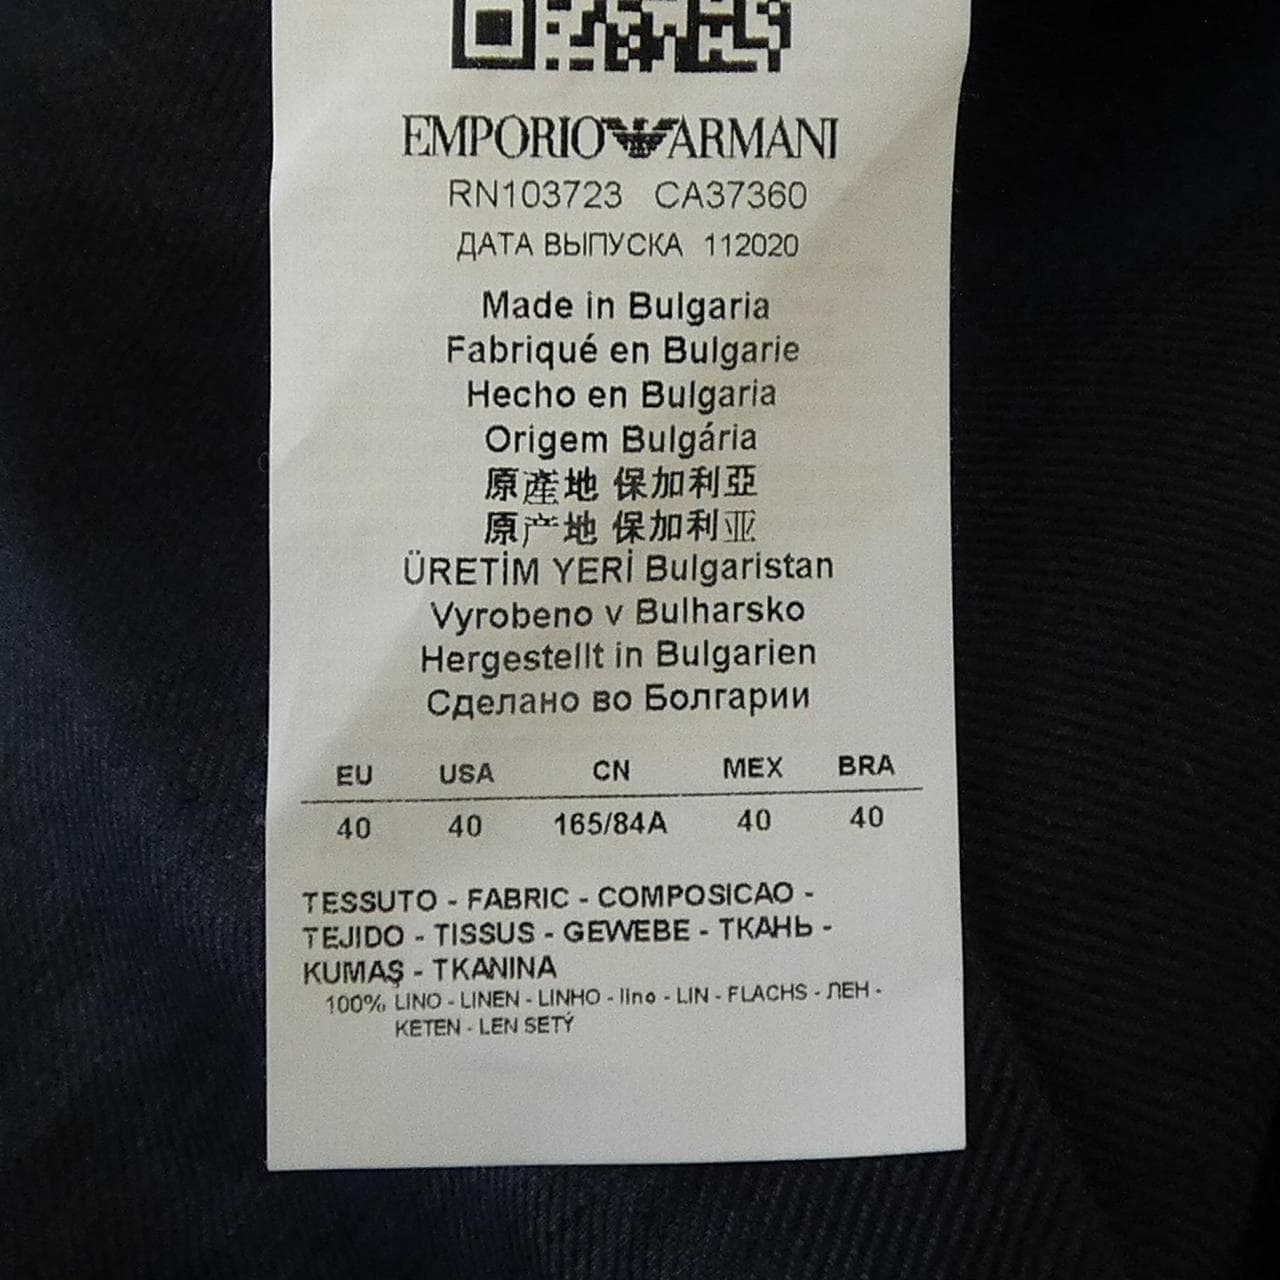 EMPORIO ARMANI
RN103723 CA37360
ДАТА ВЫПУСКА 112020
Made in Bulgaria
Fabriqué en Bulgarie
Hecho en Bulgaria
Origem Bulgária
原產地 保加利亞
原产地 保加利亚
ÜRETİM YERİ Bulgaristan
Vyrobeno v Bulharsko
Hergestellt in Bulgarien
Сделано во Болгарии
EU USA CN MEX BRA
40 40 165/84A 40 40
TESSUTO - FABRIC - COMPOSICAO -
TEJIDO - TISSUS - GEWEBE - ТКАНЬ -
KUMAŞ - TKANINA
100% LINO - LINEN - LINHO - lino - LIN - FLACHS - ЛЕН -
KETEN - LEN SETÝ